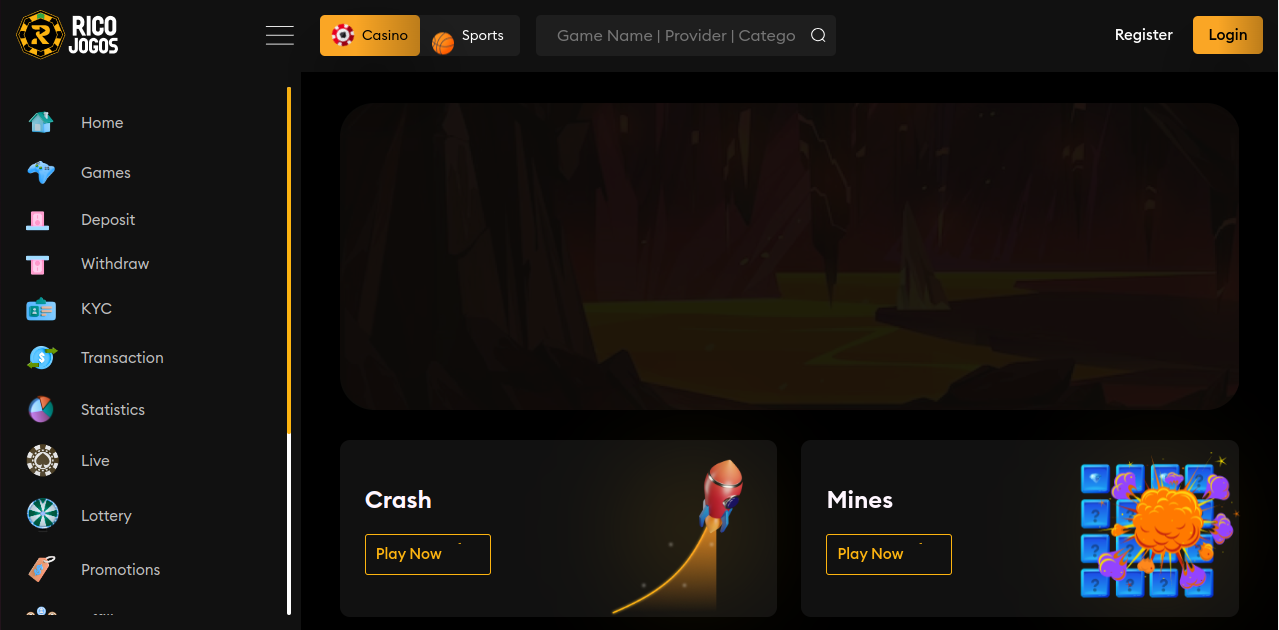 RICO
JOGOS
Casino
Sports
Game Name | Provider | Catego
Register
Login
Home
Games
Deposit
Withdraw
KYC
Transaction
Statistics
Live
Lottery
Promotions
Crash
Play Now
Mines
Play Now